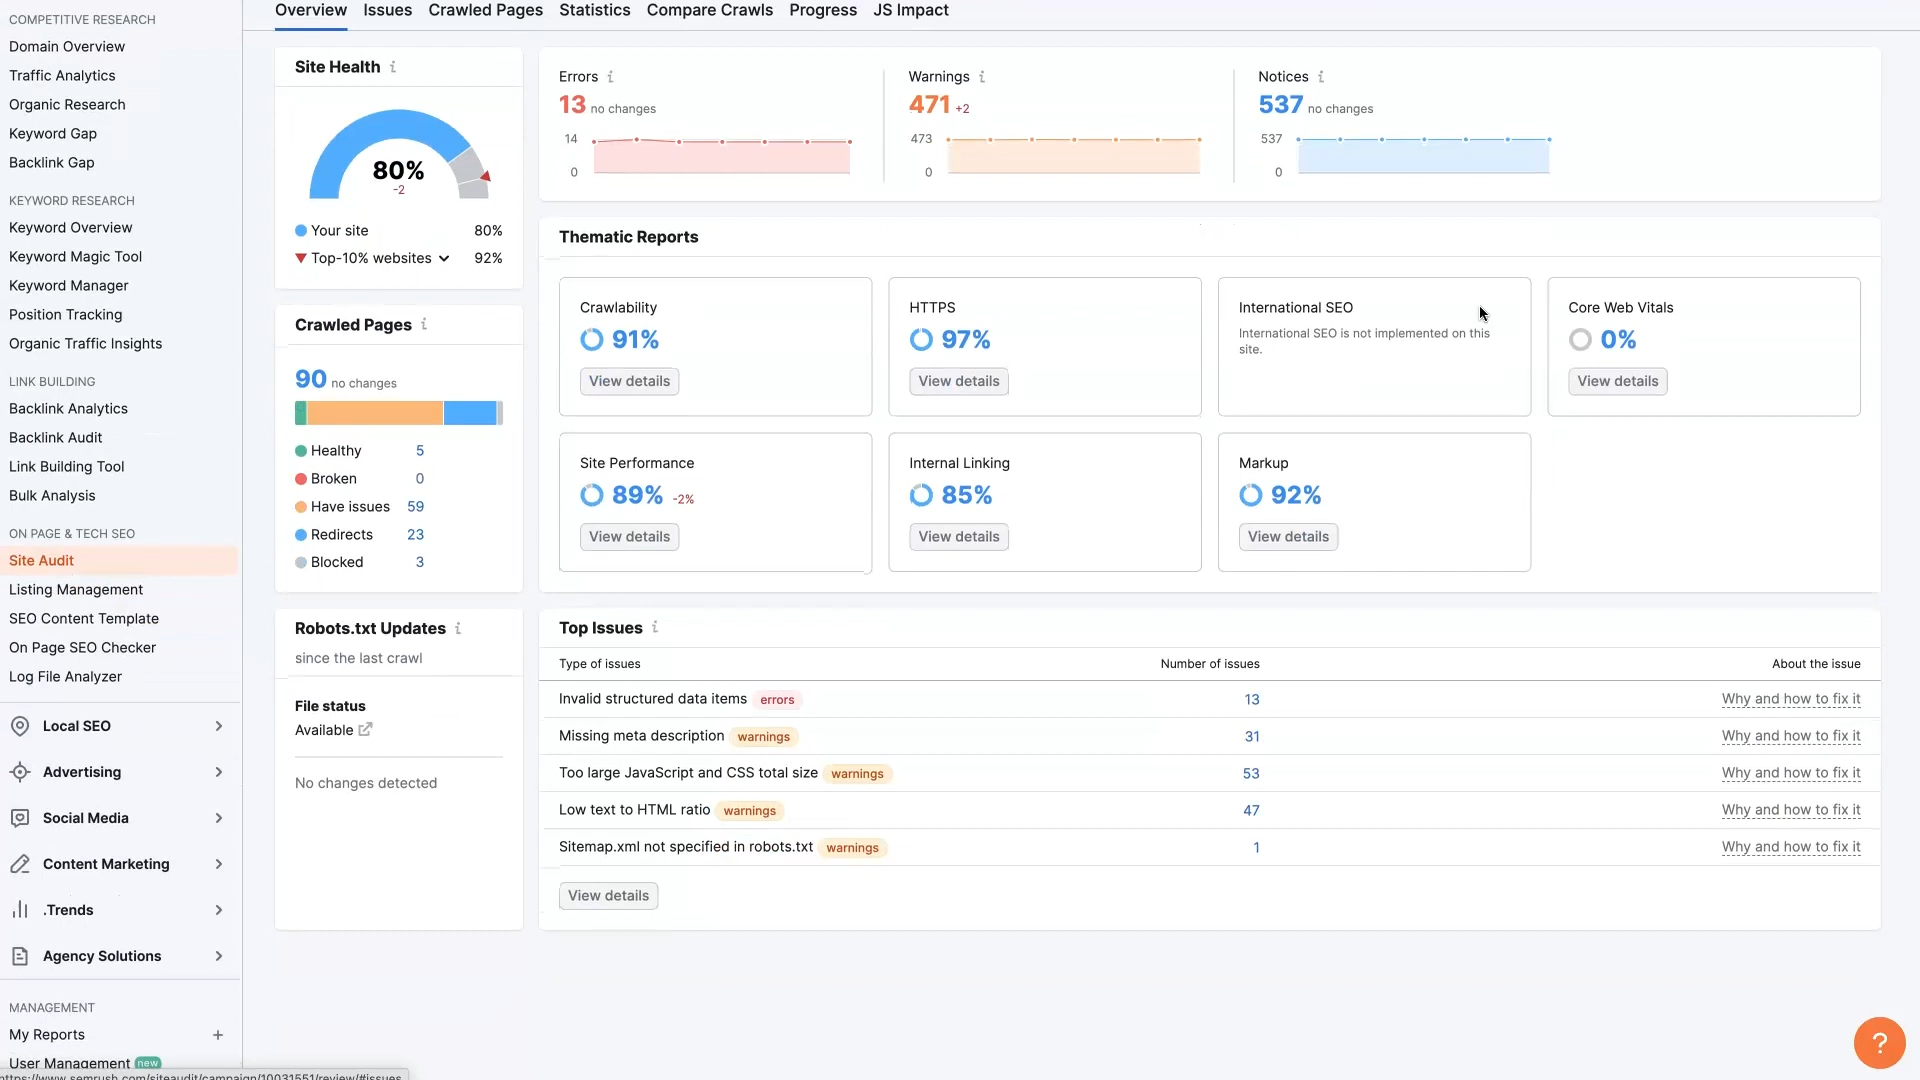 COMPETITIVE RESEARCH
Domain Overview
Traffic Analytics
Organic Research
Keyword Gap
Backlink Gap
KEYWORD RESEARCH
Keyword Overview
Keyword Magic Tool
Keyword Manager
Position Tracking
Organic Traffic Insights
LINK BUILDING
Backlink Analytics
Backlink Audit
Link Building Tool
Bulk Analysis
ON PAGE & TECH SEO
Site Audit
Listing Management
SEO Content Template
On Page SEO Checker
Log File Analyzer
Local SEO
Advertising
Social Media
Content Marketing
.Trends
Agency Solutions
MANAGEMENT
My Reports +
User Management new
https://www.semrush.com/siteaudit/campaign/10031551/review/#issues
Overview Issues Crawled Pages Statistics Compare Crawls Progress JS Impact
Site Health i
80%
-2
Your site 80%
Top-10% websites 92%
Crawled Pages i
90 no changes
Healthy 5
Broken 0
Have issues 59
Redirects 23
Blocked 3
Robots.txt Updates i
since the last crawl
File status
Available
No changes detected
Errors i
13 no changes
14
0
Warnings i
471 +2
473
0
Notices i
537 no changes
537
0
Thematic Reports
Crawlability
91%
View details
HTTPS
97%
View details
International SEO
International SEO is not implemented on this
site.
Core Web Vitals
0%
View details
Site Performance
89% -2%
View details
Internal Linking
85%
View details
Markup
92%
View details
Top Issues i
Type of issues Number of issues About the issue
Invalid structured data items errors 13 Why and how to fix it
Missing meta description warnings 31 Why and how to fix it
Too large JavaScript and CSS total size warnings 53 Why and how to fix it
Low text to HTML ratio warnings 47 Why and how to fix it
Sitemap.xml not specified in robots.txt warnings 1 Why and how to fix it
View details
?